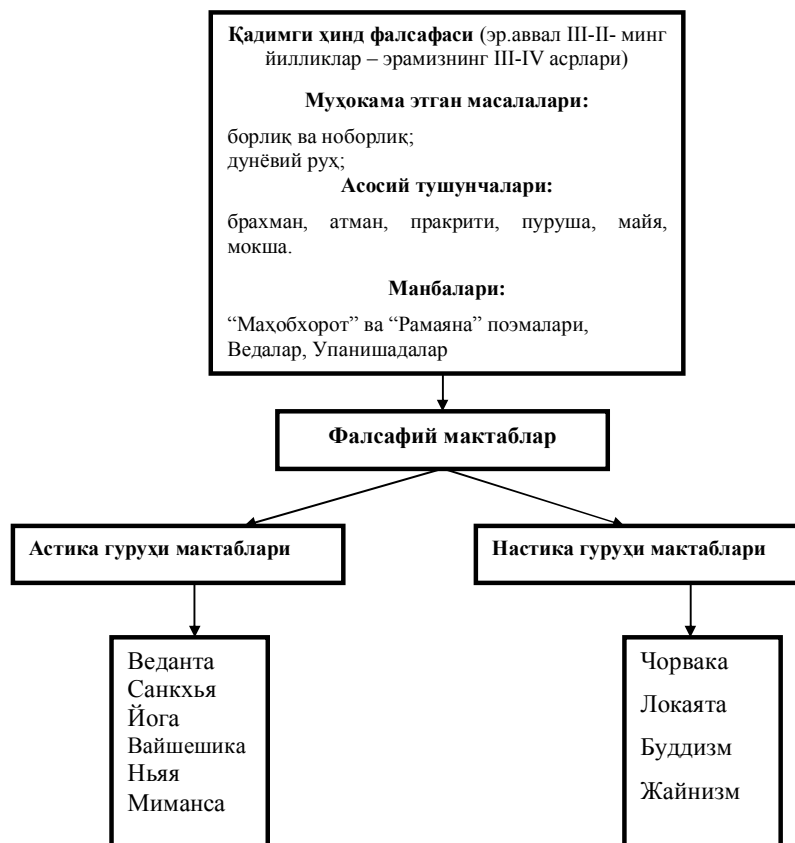 Қадимги ҳинд фалсафаси (эр.аввал III-II- минг
йилликлар – эрамизнинг III-IV асрлари)
Муҳокама этган масалалари:
борлиқ ва ноборлиқ;
дунёвий руҳ;
Асосий тушунчалари:
брахман, атман, пракрити, пуруша, майя,
мокша.
Манбалари:
“Маҳобхорот” ва “Рамаяна” поэмалари,
Ведалар, Упанишадалар
Фалсафий мактаблар
Астика гуруҳи мактаблари
Настика гуруҳи мактаблари
Веданта
Санкхья
Йога
Вайшешика
Ньяя
Миманса
Чорвака
Локаята
Буддизм
Жайнизм